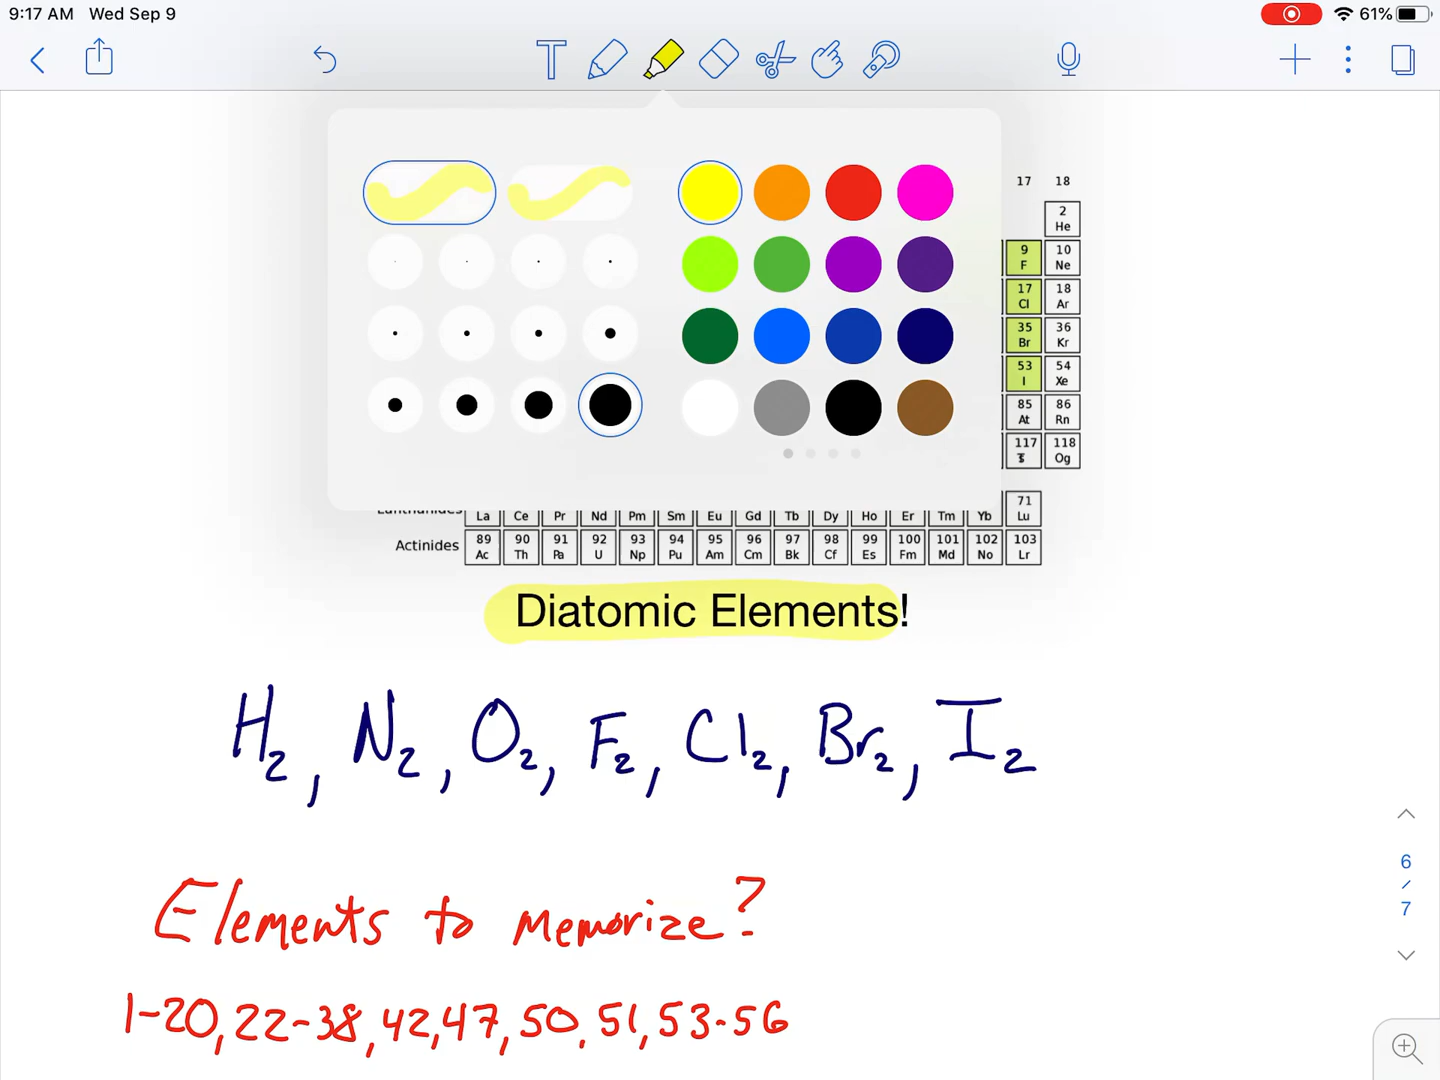 9:17 AM Wed Sep 9 61%
T
17 18
2
He
9 10
F Ne
17 18
Cl Ar
35 36
Br Kr
53 54
I Xe
85 86
At Rn
117 118
Og
71
Lanthanides La Ce Pr Nd Pm Sm Eu Gd Tb Dy Ho Er Tm Yb Lu
89 90 91 92 93 94 95 96 97 98 99 100 101 102 103
Actinides Ac Th Pa U Np Pu Am Cm Bk Cf Es Fm Md No Lr
Diatomic Elements!
H₂, N₂, O₂, F₂, Cl₂, Br₂, I₂
6
/
7
Elements to memorize?
1-20, 22-38, 42, 47, 50, 51, 53-56